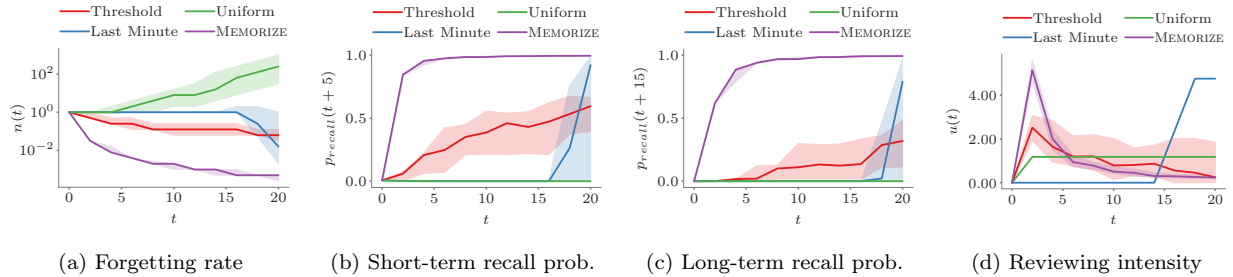 Threshold Uniform
Last Minute MEMORIZE
10^2
10^0
10^-2
n(t)
0 5 10 15 20
t
(a) Forgetting rate
Threshold Uniform
Last Minute MEMORIZE
1.0
0.5
0.0
p_recall(t + 5)
0 5 10 15 20
t
(b) Short-term recall prob.
Threshold Uniform
Last Minute MEMORIZE
1.0
0.5
0.0
p_recall(t + 15)
0 5 10 15 20
t
(c) Long-term recall prob.
Threshold Uniform
Last Minute MEMORIZE
4.00
2.00
0.00
u(t)
0 5 10 15 20
t
(d) Reviewing intensity